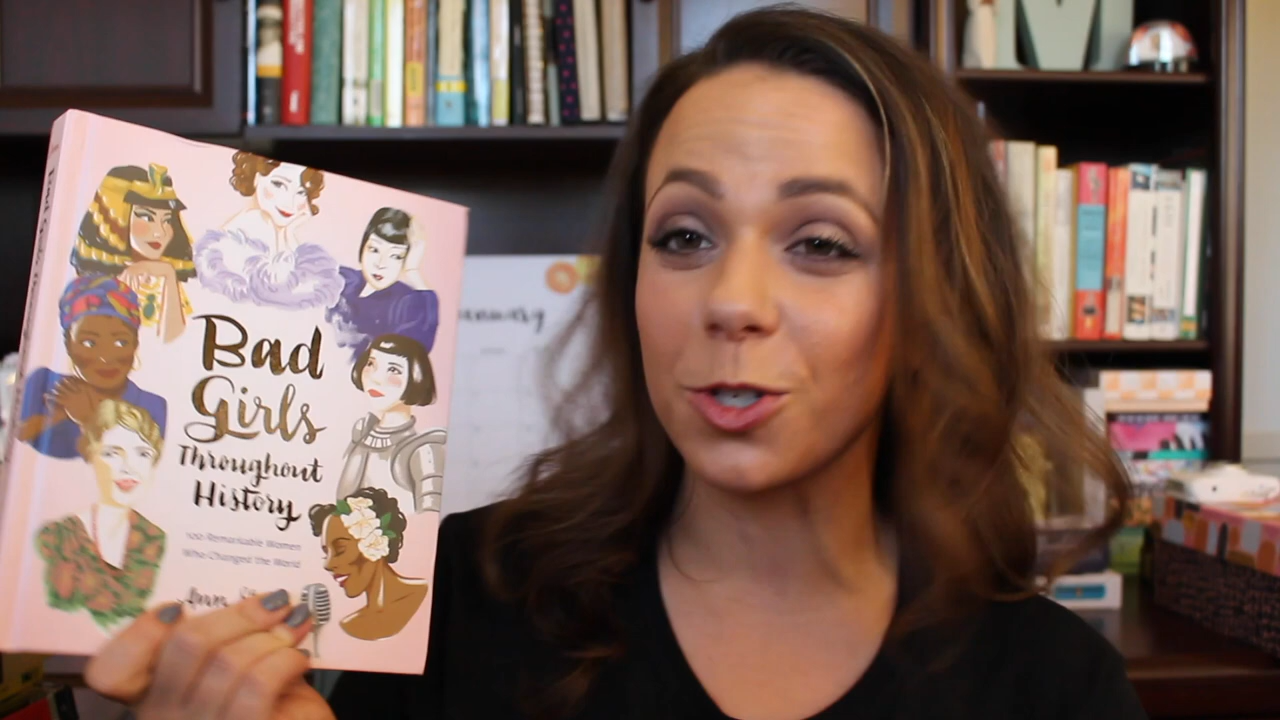 Bad
Girls
Throughout
History
100 Remarkable Women
Who Changed the World